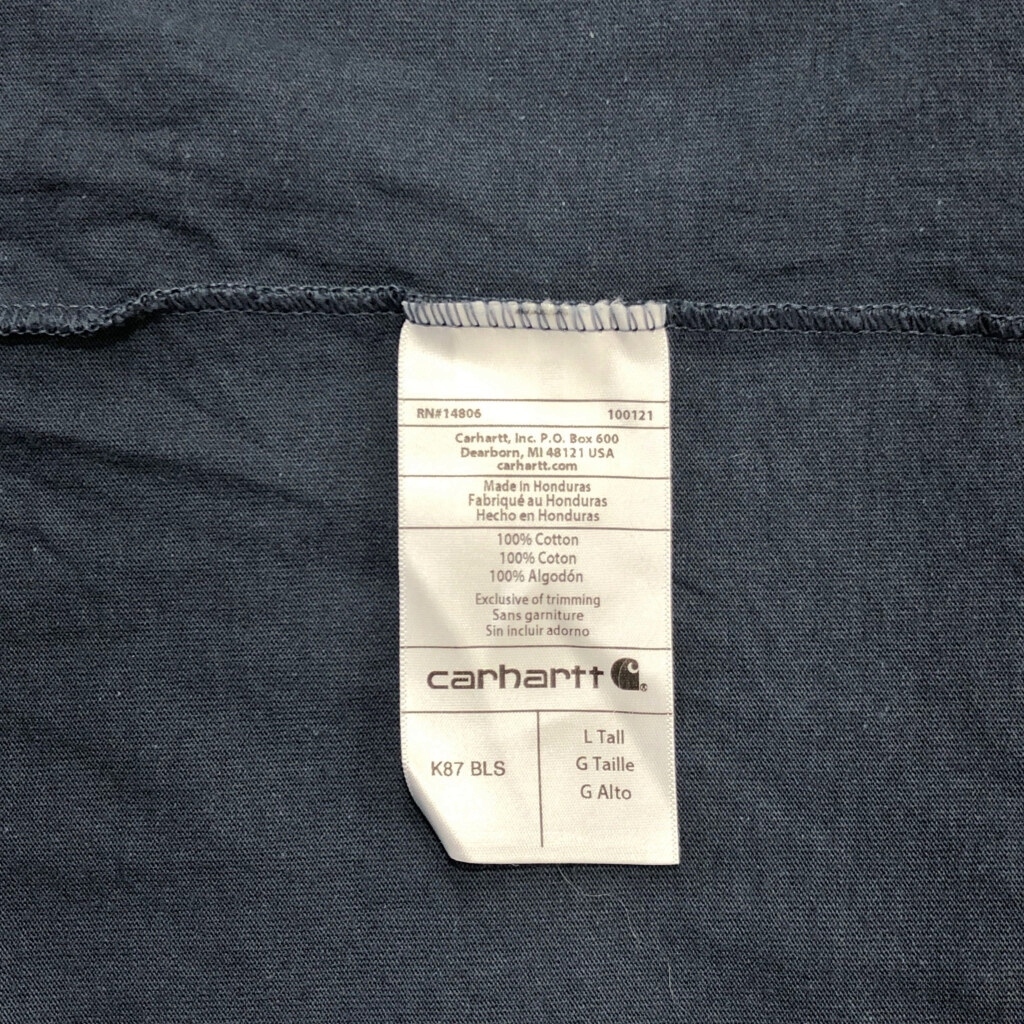 RN#14806 100121
Carhartt, Inc. P.O. Box 600
Dearborn, MI 48121 USA
carhartt.com
Made in Honduras
Fabriqué au Honduras
Hecho en Honduras
100% Cotton
100% Coton
100% Algodón
Exclusive of trimming
Sans garniture
Sin incluir adorno
carhartt ®
K87 BLS
L Tall
G Taille
G Alto